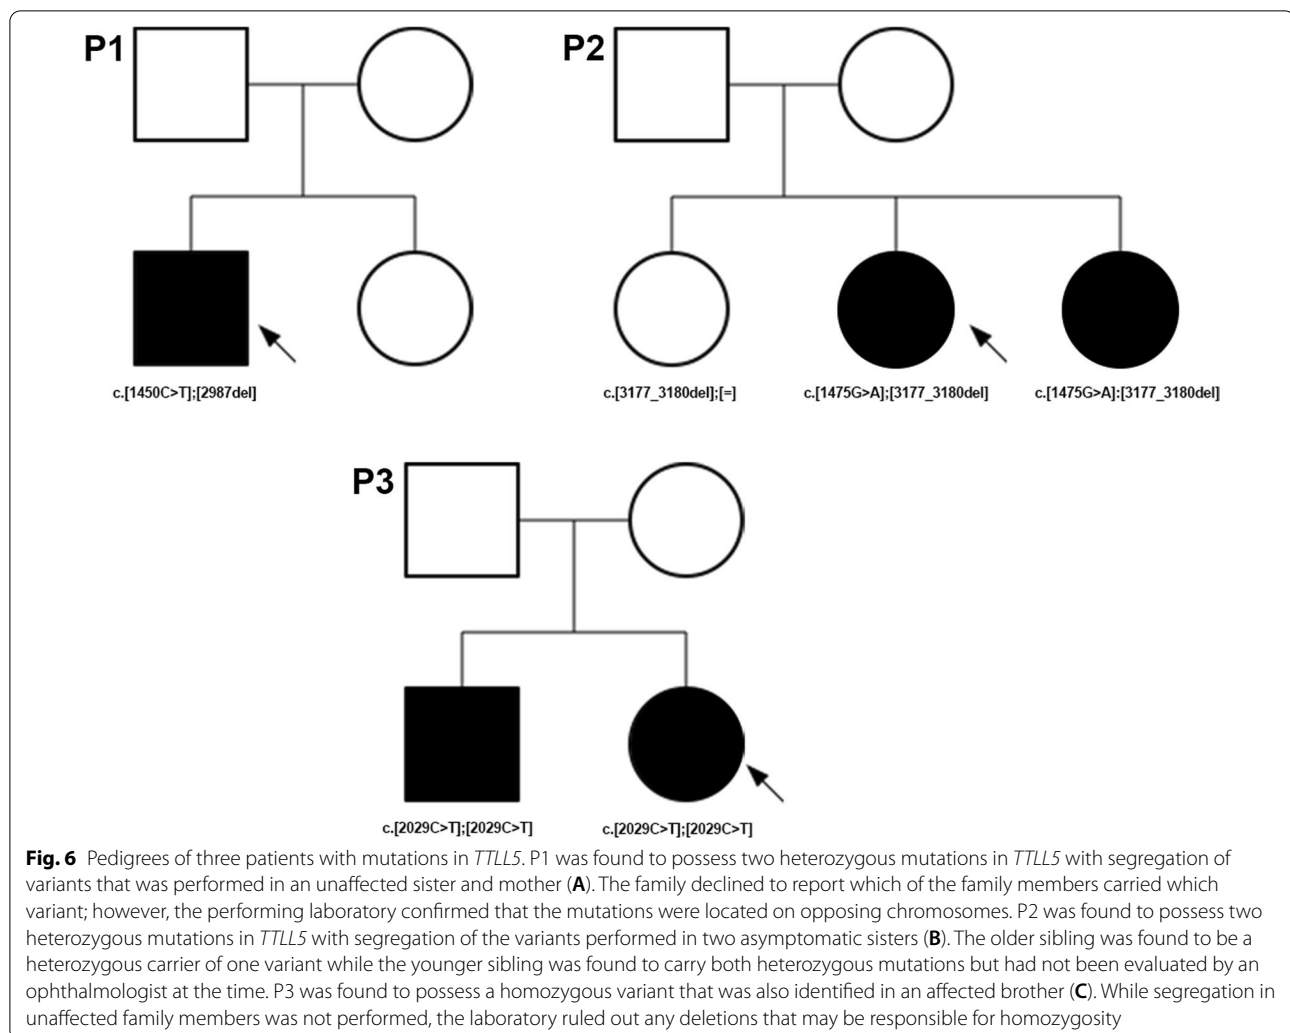 P1
P2
c.[1450C>T];[2987del]
c.[3177_3180del];[=]
c.[1475G>A];[3177_3180del]
c.[1475G>A]:[3177_3180del]
P3
c.[2029C>T];[2029C>T]
c.[2029C>T];[2029C>T]
Fig. 6 Pedigrees of three patients with mutations in TTLL5. P1 was found to possess two heterozygous mutations in TTLL5 with segregation of
variants that was performed in an unaffected sister and mother (A). The family declined to report which of the family members carried which
variant; however, the performing laboratory confirmed that the mutations were located on opposing chromosomes. P2 was found to possess two
heterozygous mutations in TTLL5 with segregation of the variants performed in two asymptomatic sisters (B). The older sibling was found to be a
heterozygous carrier of one variant while the younger sibling was found to carry both heterozygous mutations but had not been evaluated by an
ophthalmologist at the time. P3 was found to possess a homozygous variant that was also identified in an affected brother (C). While segregation in
unaffected family members was not performed, the laboratory ruled out any deletions that may be responsible for homozygosity